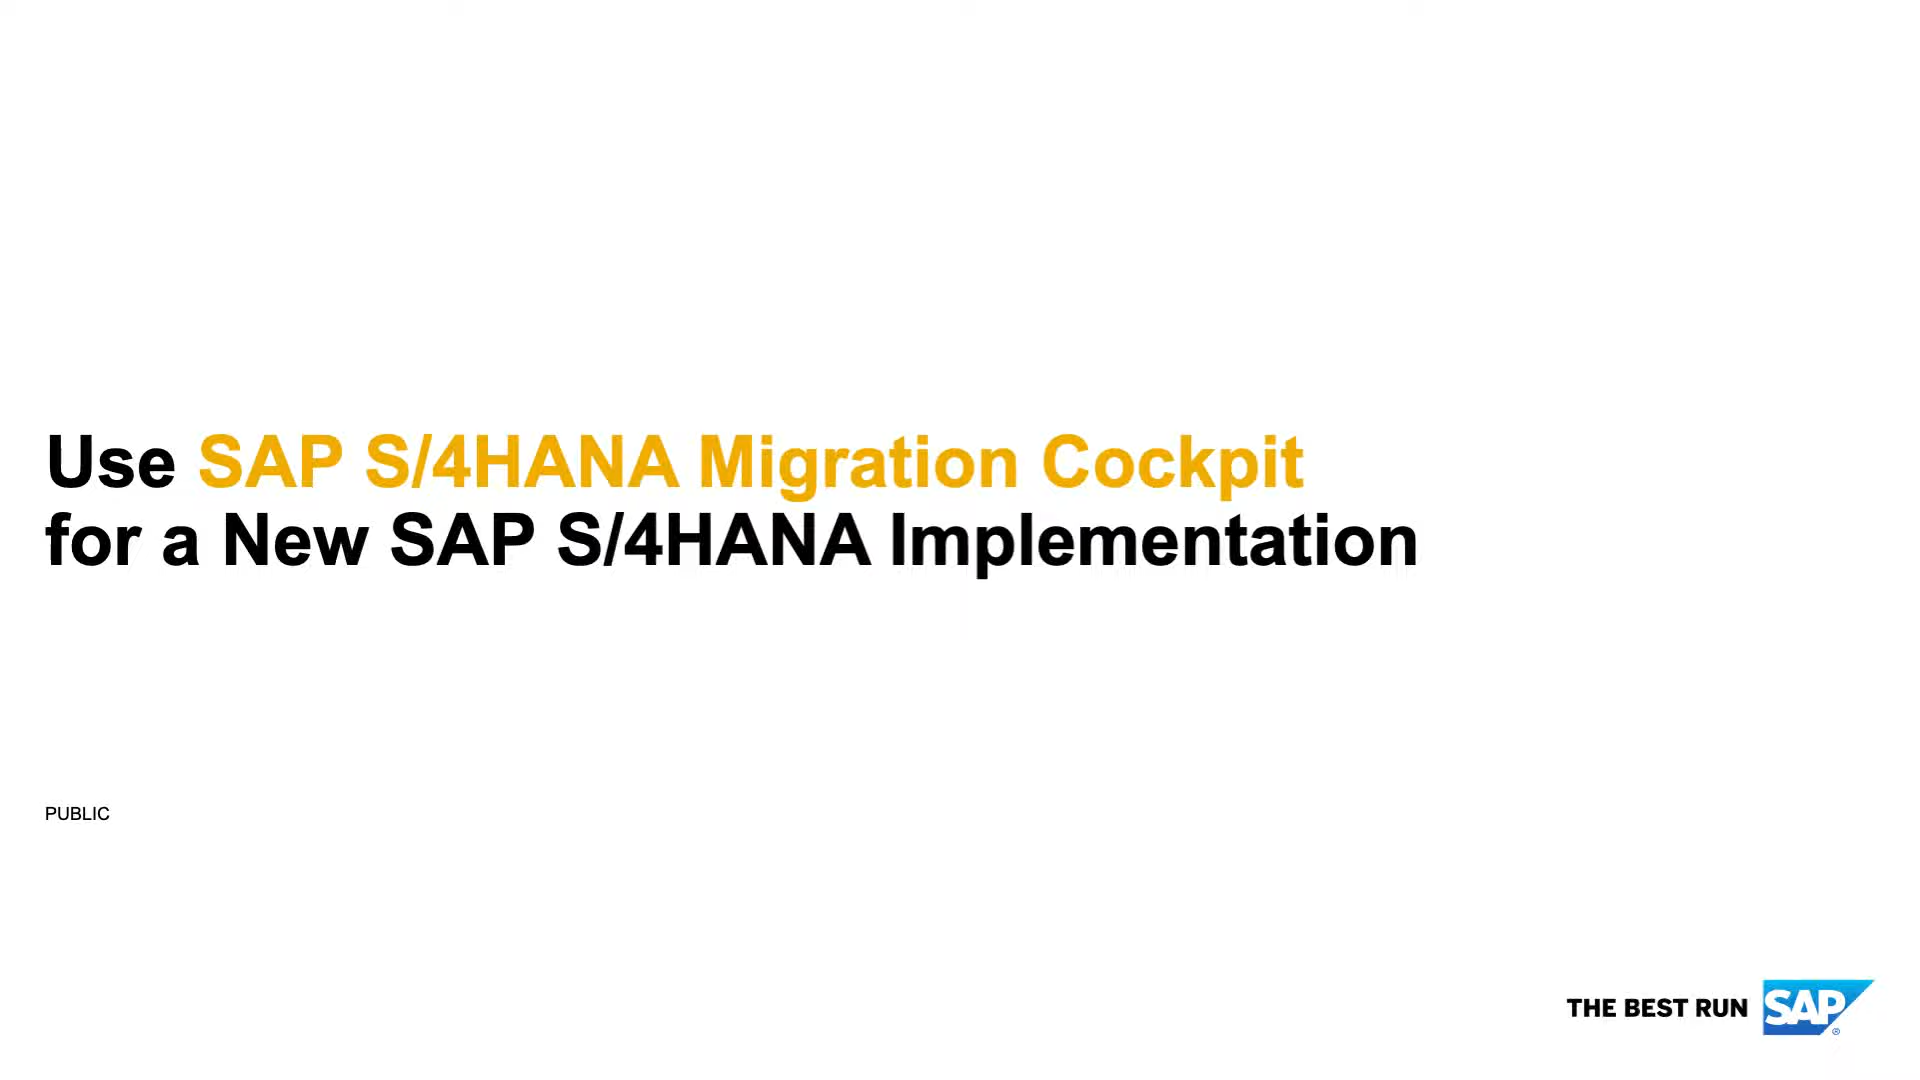 Use SAP S/4HANA Migration Cockpit
for a New SAP S/4HANA Implementation
PUBLIC
THE BEST RUN SAP®